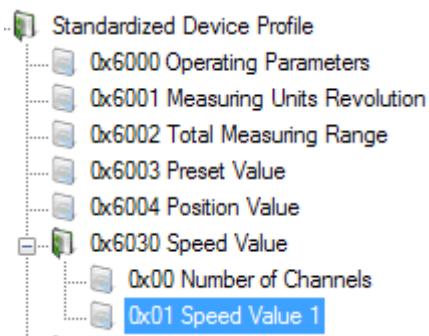 Standardized Device Profile
0x6000 Operating Parameters
0x6001 Measuring Units Revolution
0x6002 Total Measuring Range
0x6003 Preset Value
0x6004 Position Value
0x6030 Speed Value
0x00 Number of Channels
0x01 Speed Value 1